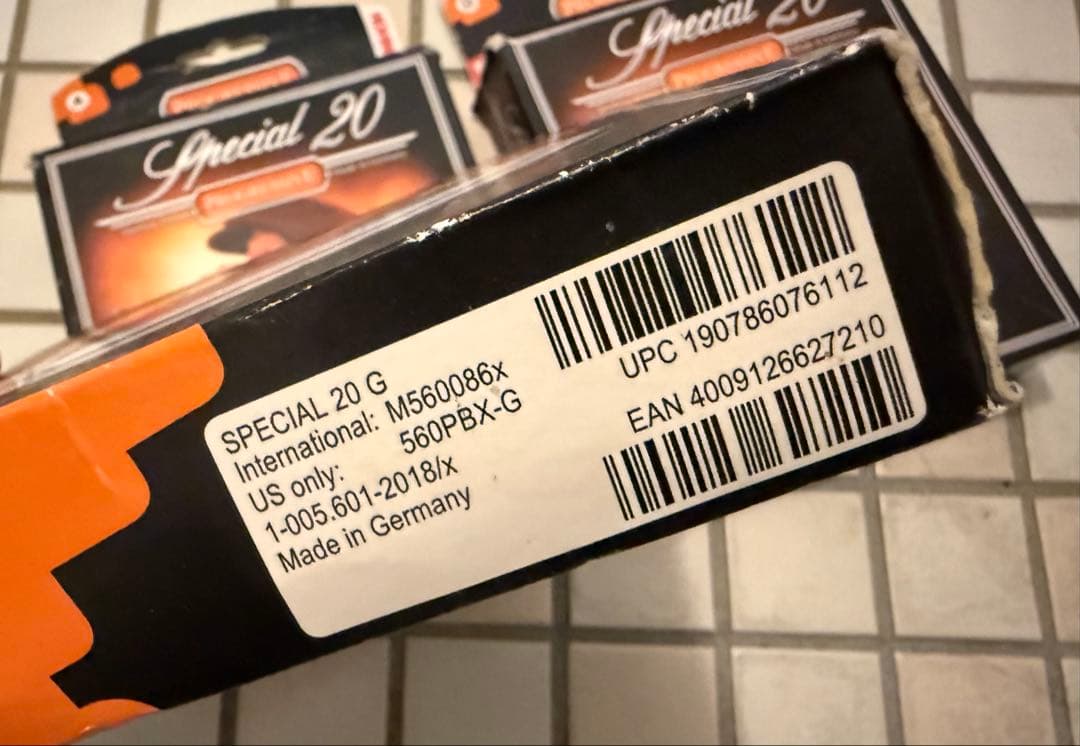 Special 20
Special 20
SPECIAL 20 G
International: M560086x
US only: 560PBX-G
1-005.601-2018/x
Made in Germany
UPC 190786076112
EAN 4009126627210